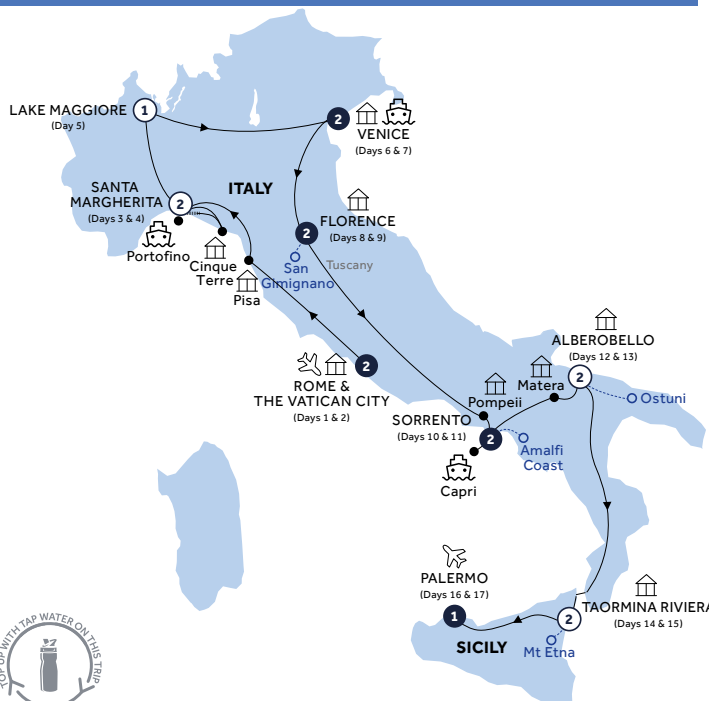 LAKE MAGGIORE
(Day 5)
1
2
VENICE
(Days 6 & 7)
SANTA
MARGHERITA
(Days 3 & 4)
2
ITALY
FLORENCE
2
(Days 8 & 9)
Portofino
Cinque
Terre
Pisa
San
Gimignano
Tuscany
2
ROME &
THE VATICAN CITY
(Days 1 & 2)
ALBEROBELLO
(Days 12 & 13)
2
Matera
Ostuni
Pompeii
SORRENTO
(Days 10 & 11)
2
Amalfi
Coast
Capri
PALERMO
(Days 16 & 17)
1
TAORMINA RIVIERA
2
(Days 14 & 15)
SICILY
Mt Etna
TOP UP WITH TAP WATER ON THIS TRIP